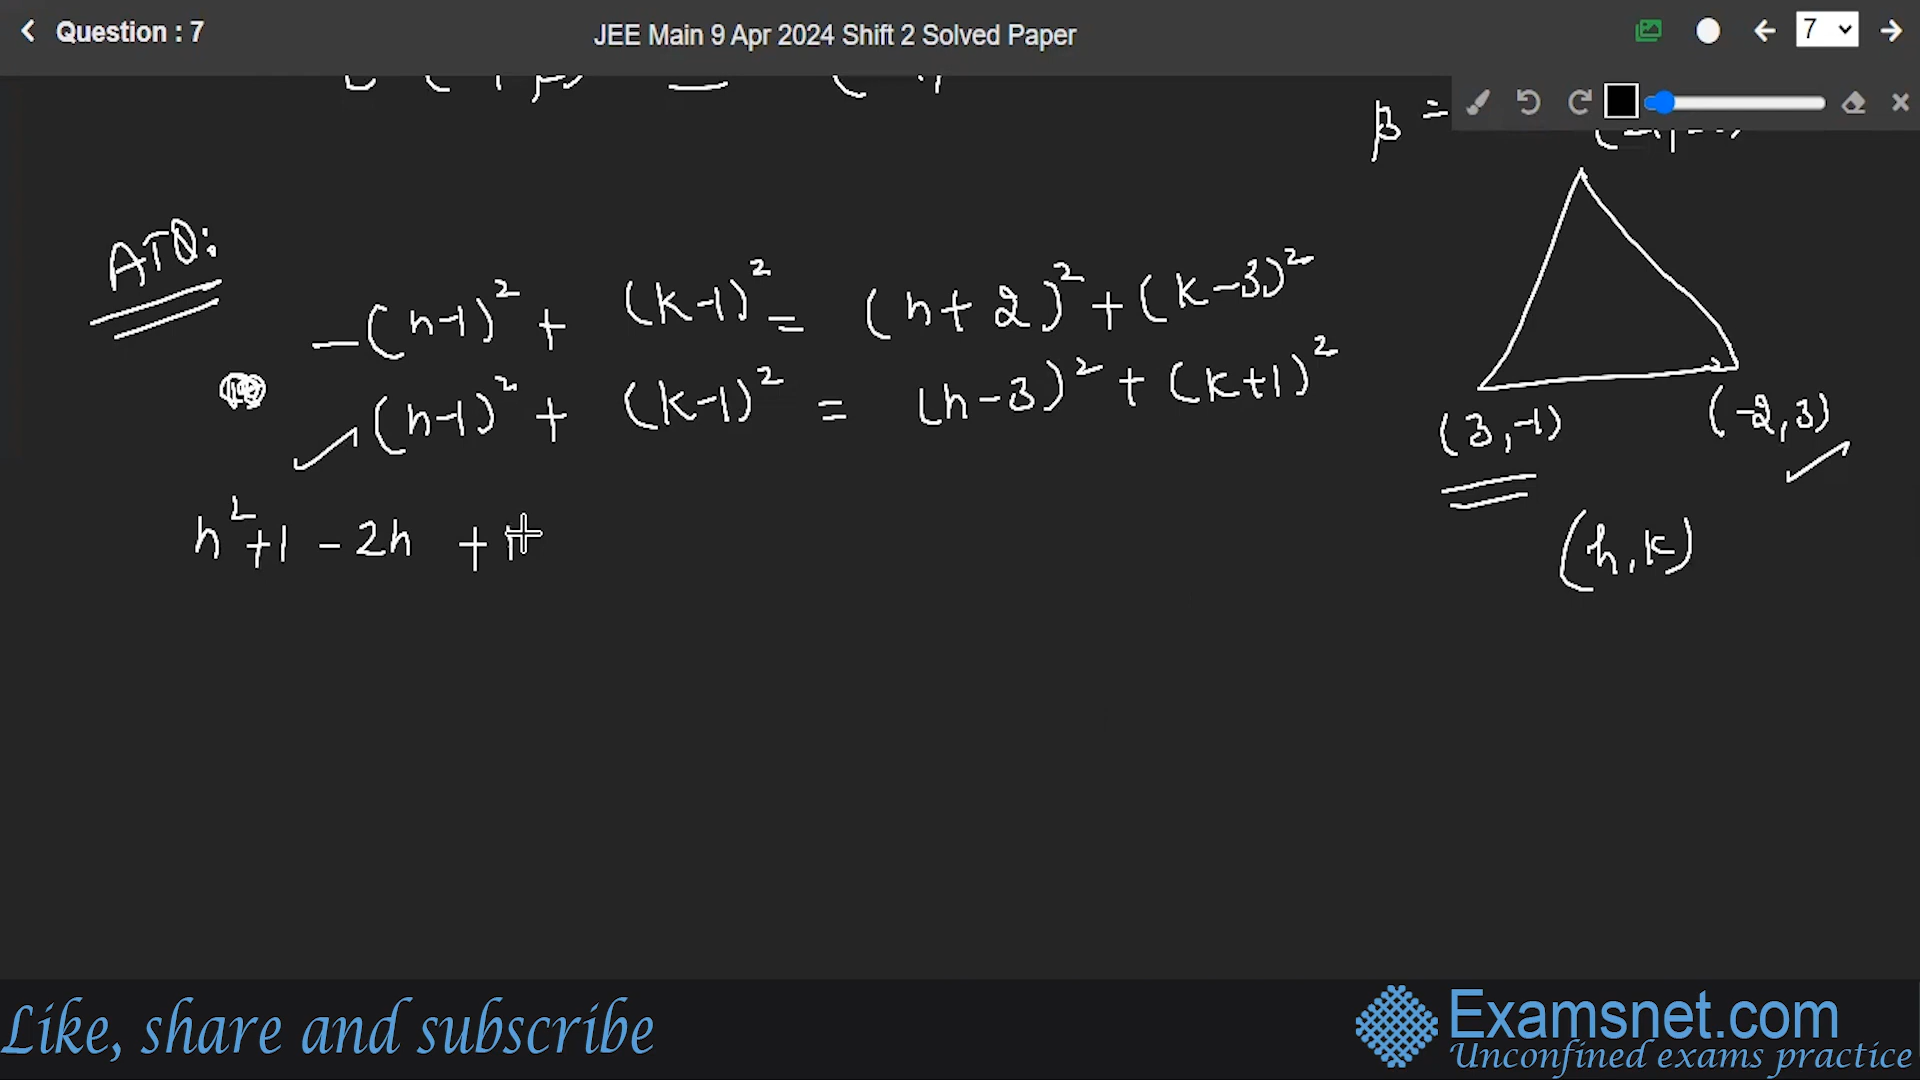 Question : 7
JEE Main 9 Apr 2024 Shift 2 Solved Paper
7
β =
ATQ:
(h-1)² + (k-1)² = (h+2)² + (k-3)²
(h-1)² + (k-1)² = (h-3)² + (k+1)²
(3,-1)
(-2,3)
h²+1 - 2h +
(h,k)
Like, share and subscribe
Examsnet.com
Unconfined exams practice